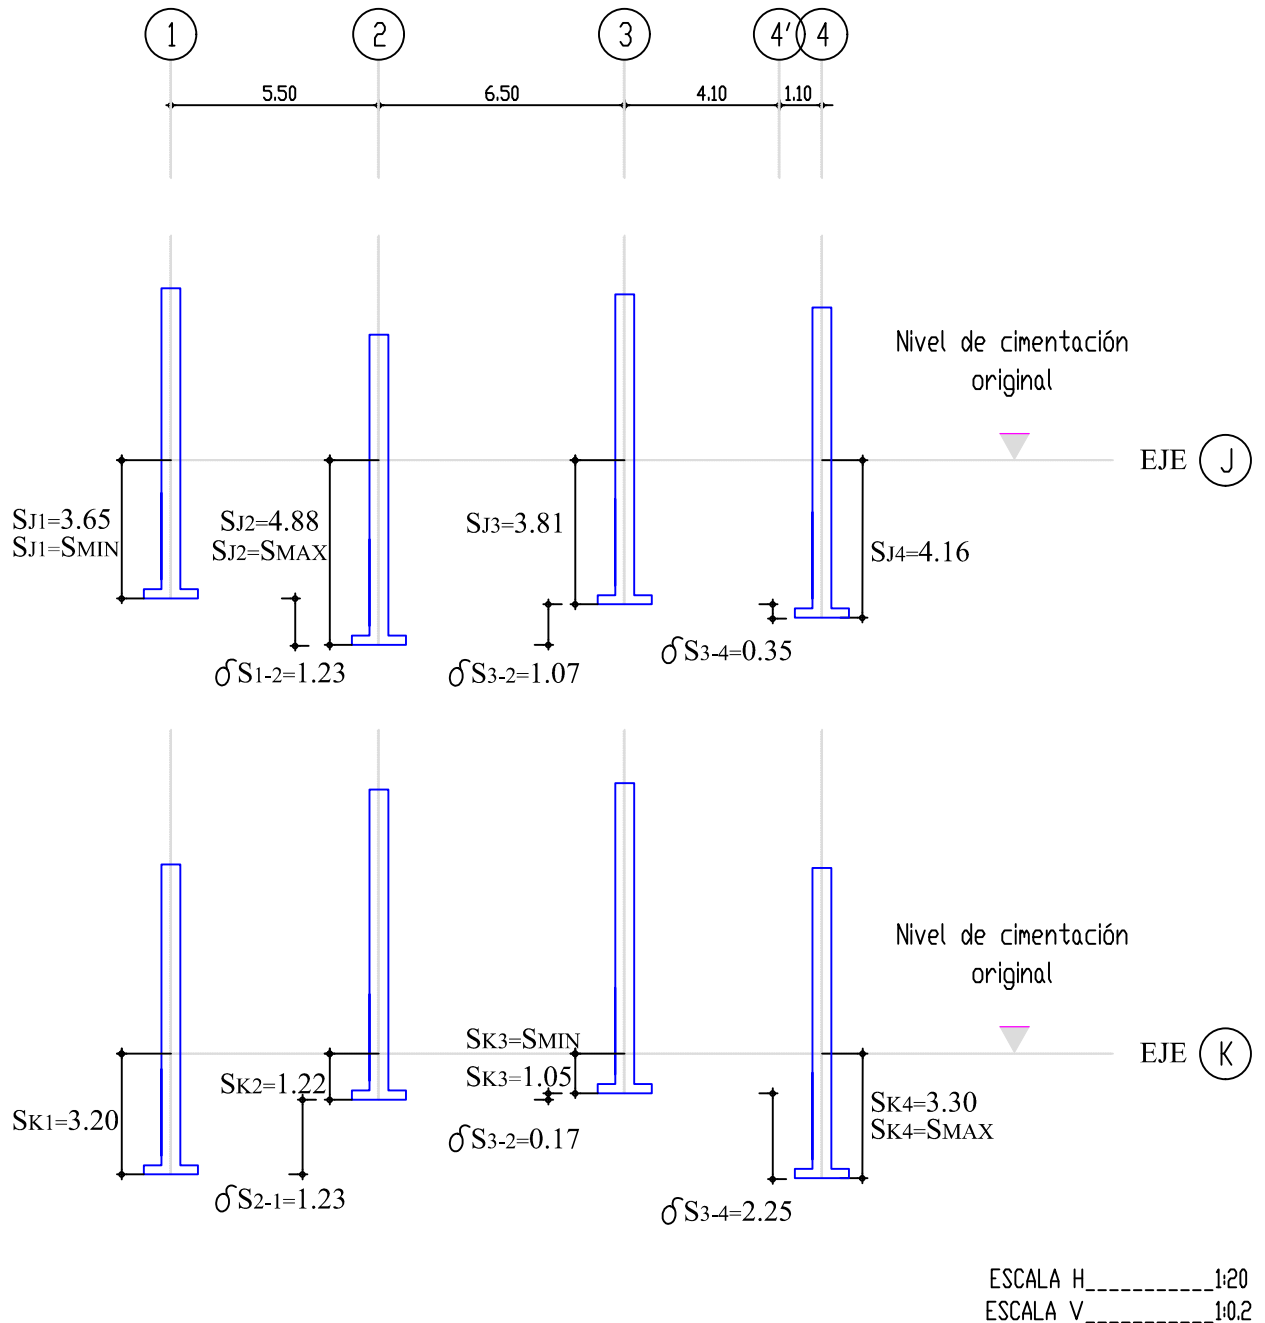 1 2 3 4' 4
5.50 6.50 4.10 1.10
Nivel de cimentación
original
EJE J
SJ1=3.65
SJ1=SMIN
SJ2=4.88
SJ2=SMAX
SJ3=3.81
SJ4=4.16
δS1-2=1.23
δS3-2=1.07
δS3-4=0.35
Nivel de cimentación
original
EJE K
SK1=3.20
SK2=1.22
SK3=SMIN
SK3=1.05
SK4=3.30
SK4=SMAX
δS2-1=1.23
δS3-2=0.17
δS3-4=2.25
ESCALA H___________1:20
ESCALA V___________1:0.2